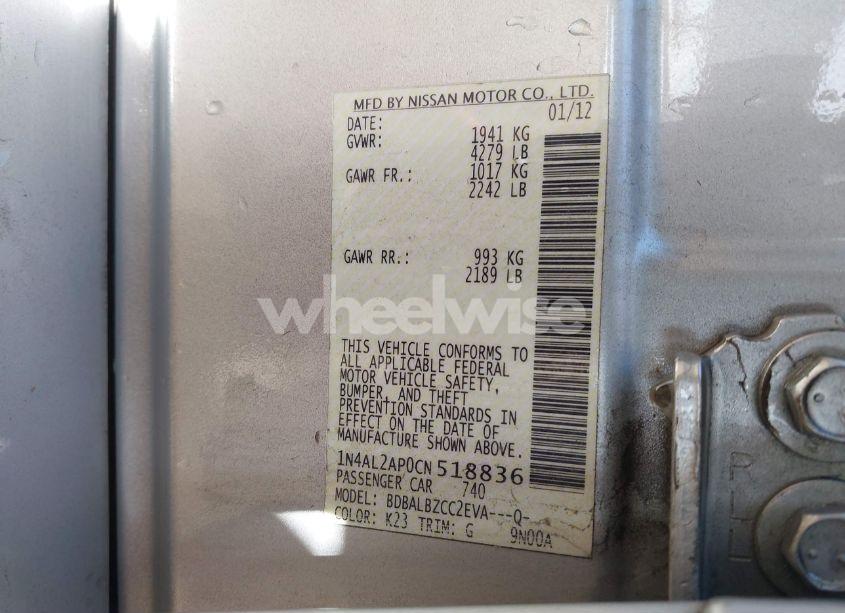 MFD BY NISSAN MOTOR CO., LTD.
DATE: 01/12
GVWR: 1941 KG
4279 LB
GAWR FR.: 1017 KG
2242 LB
GAWR RR.: 993 KG
2189 LB
wheelwise
THIS VEHICLE CONFORMS TO
ALL APPLICABLE FEDERAL
MOTOR VEHICLE SAFETY,
BUMPER, AND THEFT
PREVENTION STANDARDS IN
EFFECT ON THE DATE OF
MANUFACTURE SHOWN ABOVE.
1N4AL2AP0CN518836
PASSENGER CAR 740
MODEL: BDBALBZCC2EVA---Q-
COLOR: K23 TRIM: G 9N00A